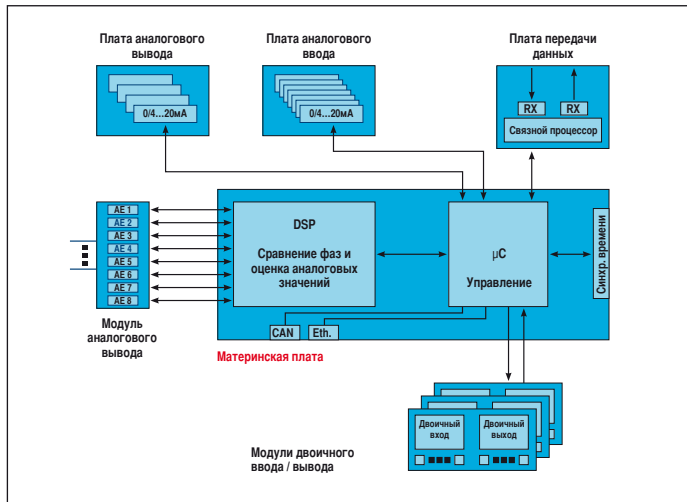 Плата аналогового
вывода
Плата аналогового
ввода
Плата передачи
данных
0/4...20мА
0/4...20мА
RX
RX
Связной процессор
AE 1
AE 2
AE 3
AE 4
AE 5
AE 6
AE 7
AE 8
DSP
Сравнение фаз и
оценка аналоговых
значений
µC
Управление
Синхр. времени
CAN
Eth.
Модуль
аналогового
вывода
Материнская плата
Двоичный
вход
Двоичный
выход
Модули двоичного
ввода / вывода